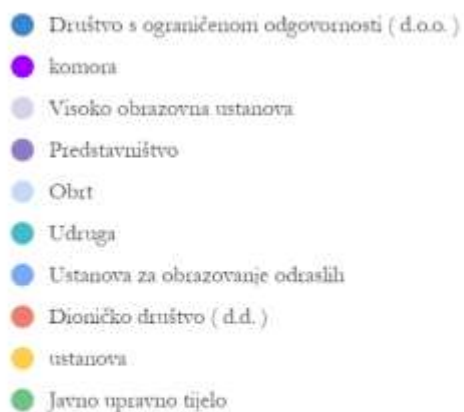 Društvo s ograničenom odgovornosti ( d.o.o. )
komora
Visoko obrazovna ustanova
Predstavništvo
Obrt
Udruga
Ustanova za obrazovanje odraslih
Dioničko društvo ( d.d. )
ustanova
Javno upravno tijelo